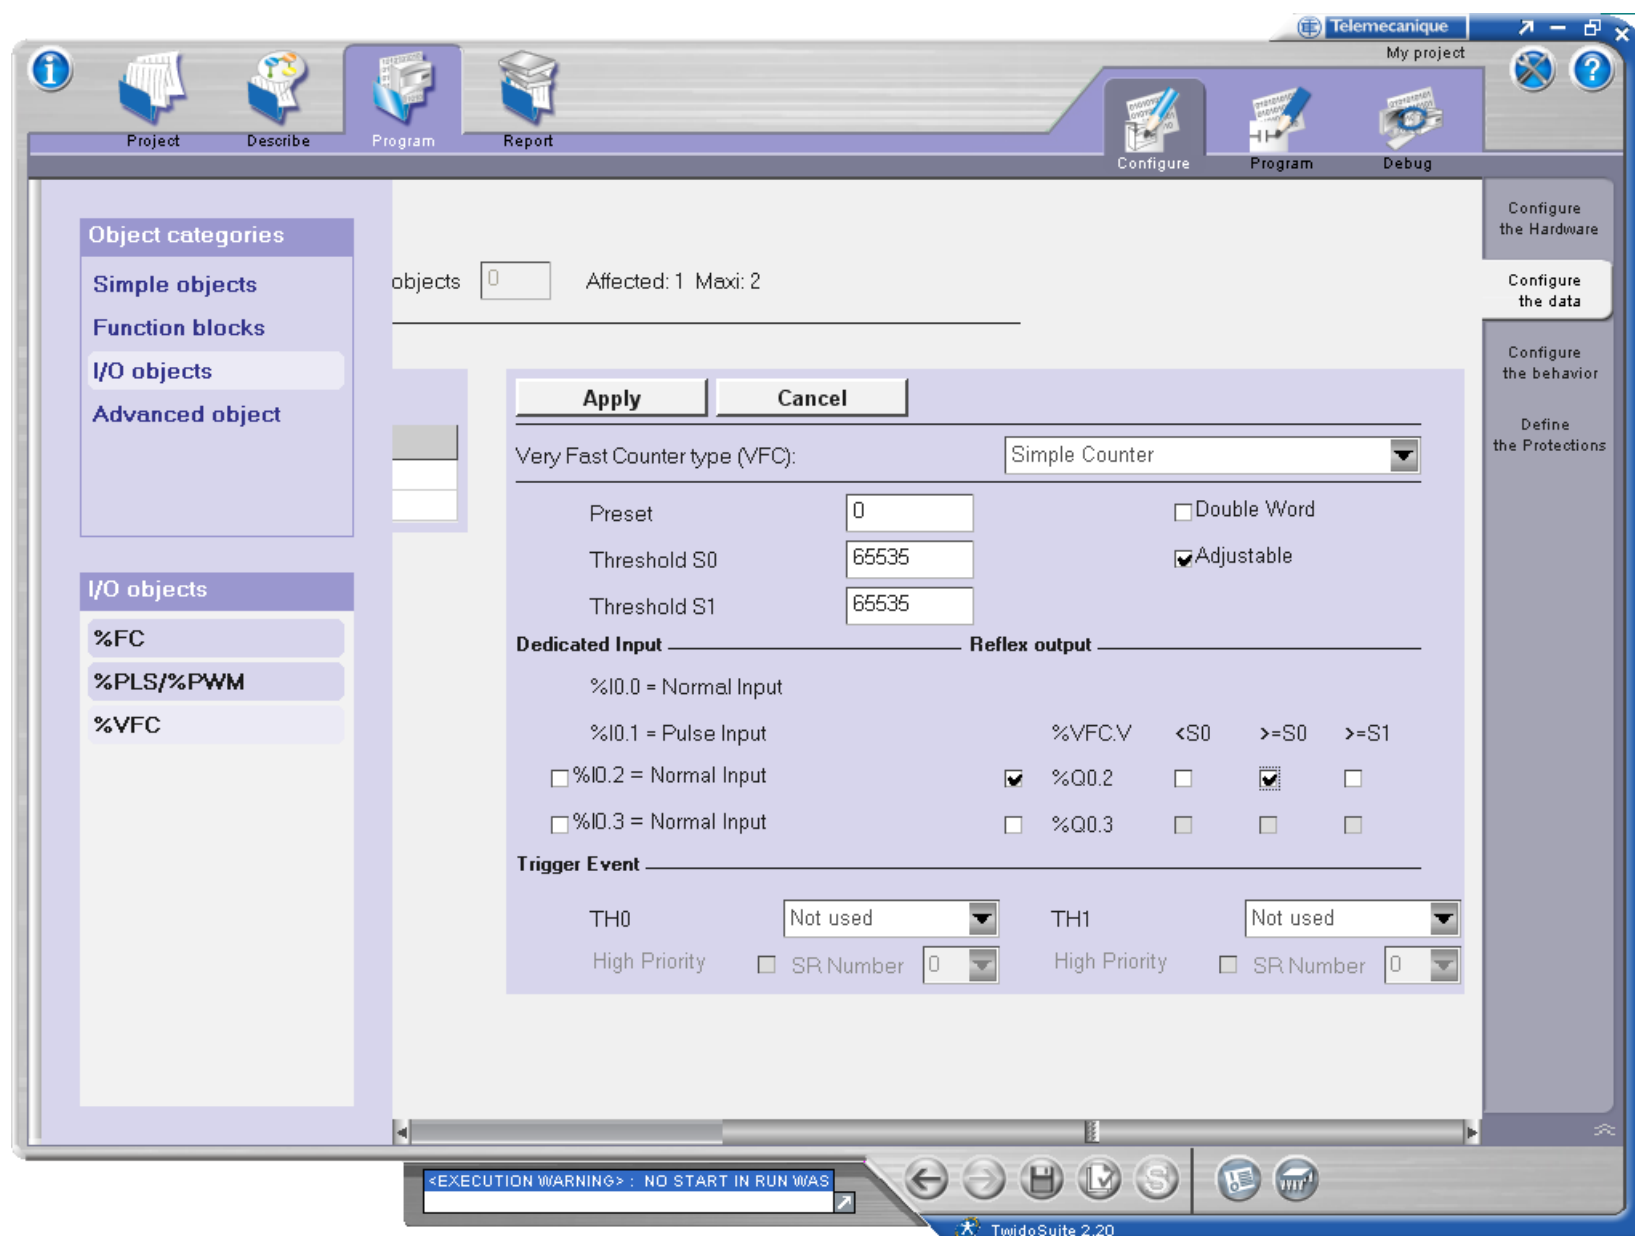 Telemecanique
My project
Project
Describe
Program
Report
Configure
Program
Debug
Object categories
Simple objects
Function blocks
I/O objects
Advanced object
I/O objects
%FC
%PLS/%PWM
%VFC
objects 0 Affected: 1 Maxi: 2
Apply Cancel
Very Fast Counter type (VFC): Simple Counter
Preset 0 Double Word
Threshold S0 65535 Adjustable
Threshold S1 65535
Dedicated Input Reflex output
%I0.0 = Normal Input
%I0.1 = Pulse Input %VFC.V <S0 >=S0 >=S1
%I0.2 = Normal Input %Q0.2
%I0.3 = Normal Input %Q0.3
Trigger Event
TH0 Not used TH1 Not used
High Priority SR Number 0 High Priority SR Number 0
Configure
the Hardware
Configure
the data
Configure
the behavior
Define
the Protections
<EXECUTION WARNING> : NO START IN RUN WAS
TwidoSuite 2.20